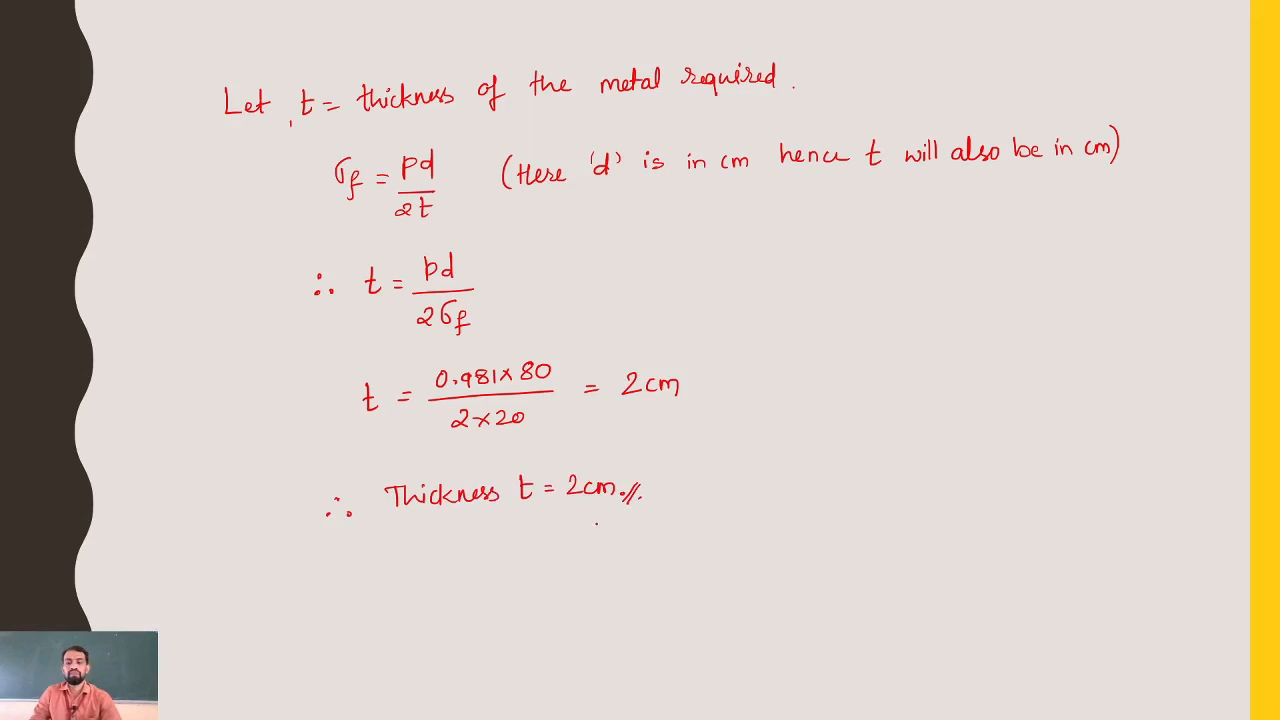 Let, t = thickness of the metal required.
σf = pd/2t (Here 'd' is in cm hence t will also be in cm)
∴ t = pd/2σf
t = 0.981×80/2×20 = 2cm
∴ Thickness t = 2cm.//.